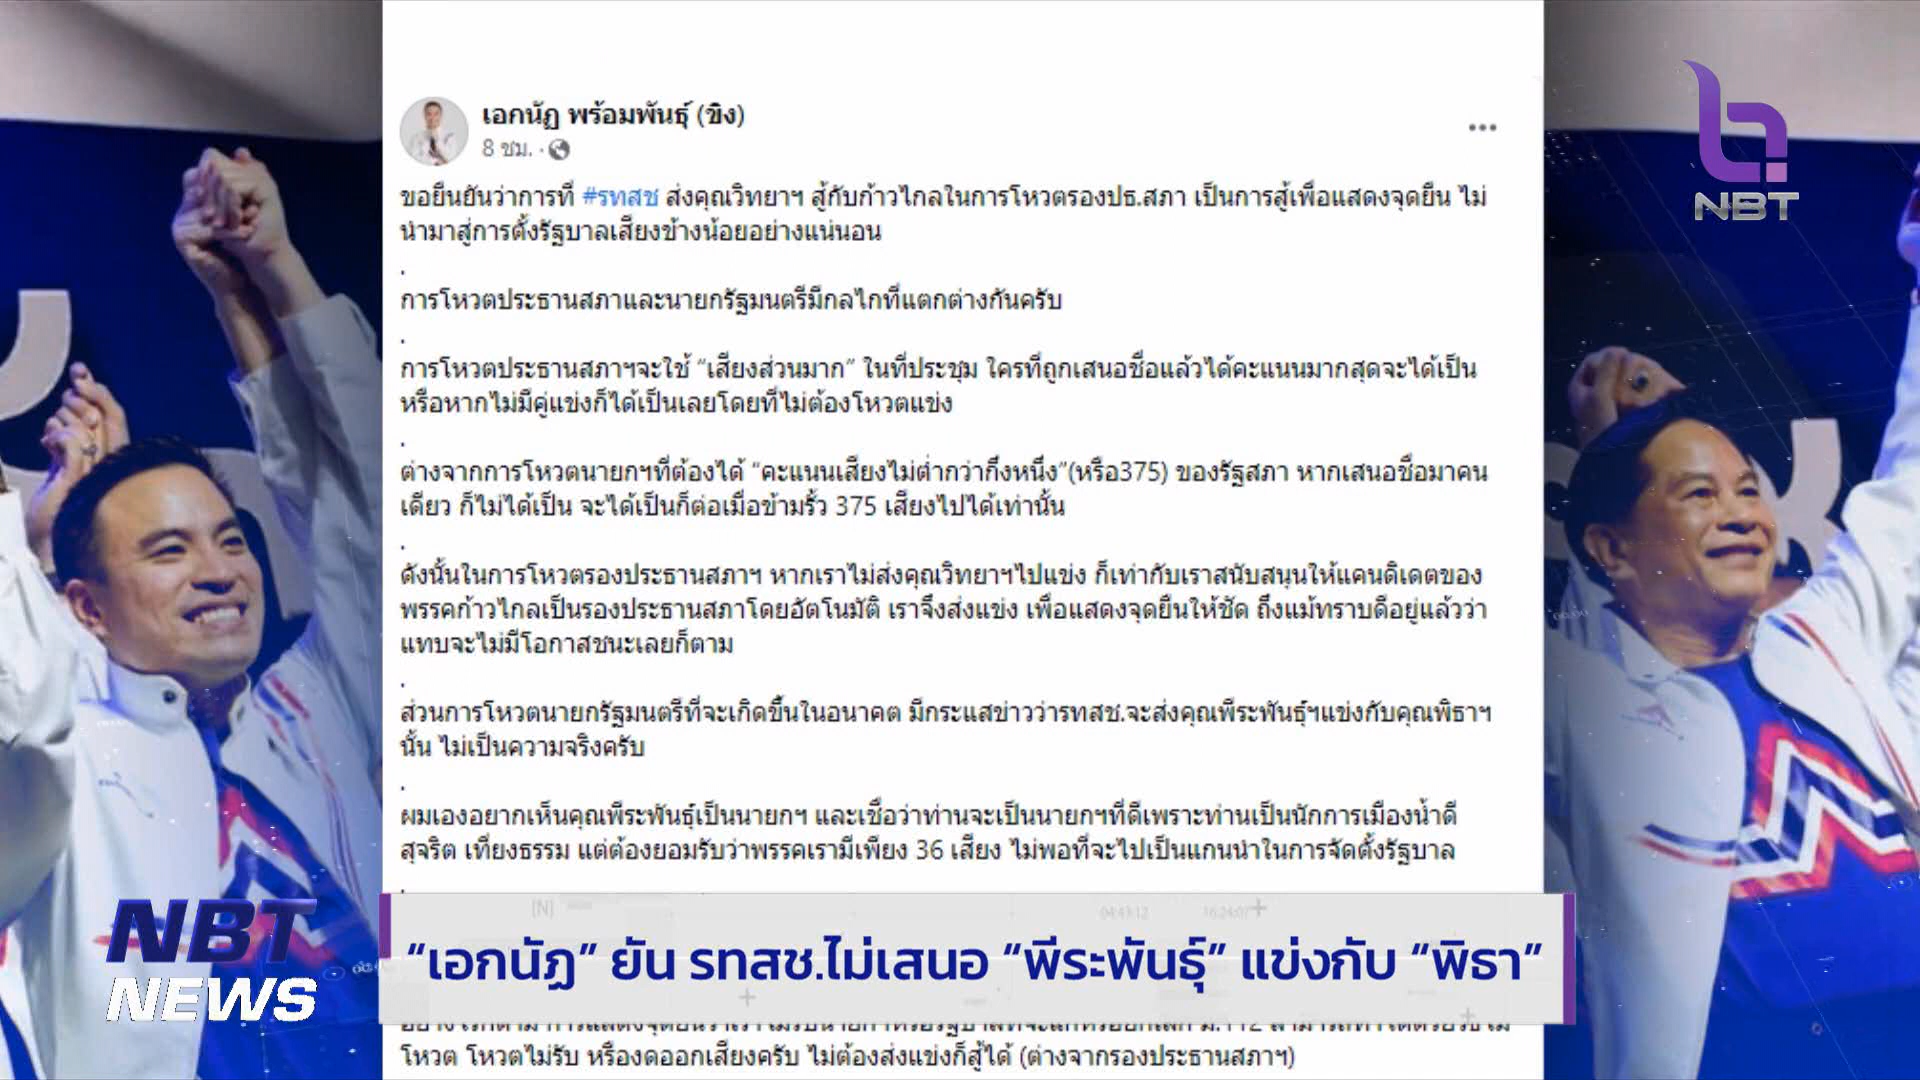 เอกนัฏ พร้อมพันธุ์ (ขิง)
8 ชม.
ขอยืนยันว่าการที่ #รทสช ส่งคุณวิทยาฯ สู้กับก้าวไกลในการโหวตรองปธ.สภา เป็นการสู้เพื่อแสดงจุดยืน ไม่
นำมาสู่การตั้งรัฐบาลเสียงข้างน้อยอย่างแน่นอน
.
การโหวตประธานสภาและนายกรัฐมนตรีมีกลไกที่แตกต่างกันครับ
.
การโหวตประธานสภาฯจะใช้ “เสียงส่วนมาก” ในที่ประชุม ใครที่ถูกเสนอชื่อแล้วได้คะแนนมากสุดจะได้เป็น
หรือหากไม่มีคู่แข่งก็ได้เป็นเลยโดยที่ไม่ต้องโหวตแข่ง
.
ต่างจากการโหวตนายกฯที่ต้องได้ “คะแนนเสียงไม่ต่ำกว่ากึ่งหนึ่ง”(หรือ375) ของรัฐสภา หากเสนอชื่อมาคน
เดียว ก็ไม่ได้เป็น จะได้เป็นก็ต่อเมื่อข้ามรั้ว 375 เสียงไปได้เท่านั้น
.
ดังนั้นในการโหวตรองประธานสภาฯ หากเราไม่ส่งคุณวิทยาฯไปแข่ง ก็เท่ากับเราสนับสนุนให้แคนดิเดตของ
พรรคก้าวไกลเป็นรองประธานสภาโดยอัตโนมัติ เราจึงส่งแข่ง เพื่อแสดงจุดยืนให้ชัด ถึงแม้ทราบดีอยู่แล้วว่า
แทบจะไม่มีโอกาสชนะเลยก็ตาม
.
ส่วนการโหวตนายกรัฐมนตรีที่จะเกิดขึ้นในอนาคต มีกระแสข่าวว่ารทสช.จะส่งคุณพีระพันธุ์ฯแข่งกับคุณพิธาฯ
นั้น ไม่เป็นความจริงครับ
.
ผมเองอยากเห็นคุณพีระพันธุ์เป็นนายกฯ และเชื่อว่าท่านจะเป็นนายกฯที่ดีเพราะท่านเป็นนักการเมืองน้ำดี
สุจริต เที่ยงธรรม แต่ต้องยอมรับว่าพรรคเรามีเพียง 36 เสียง ไม่พอที่จะไปเป็นแกนนำในการจัดตั้งรัฐบาล
.
“เอกนัฏ” ยัน รทสช.ไม่เสนอ “พีระพันธุ์” แข่งกับ “พิธา”
โหวต โหวตไม่รับ หรืองดออกเสียงครับ ไม่ต้องส่งแข่งก็สู้ได้ (ต่างจากรองประธานสภาฯ)
NBT
NEWS
NBT